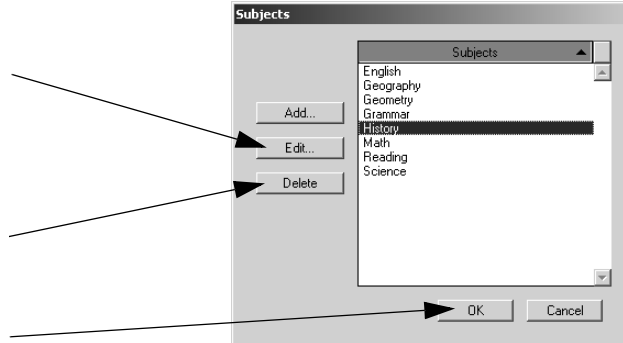 Subjects
Subjects
English
Geography
Geometry
Grammar
History
Math
Reading
Science
Add...
Edit...
Delete
OK
Cancel